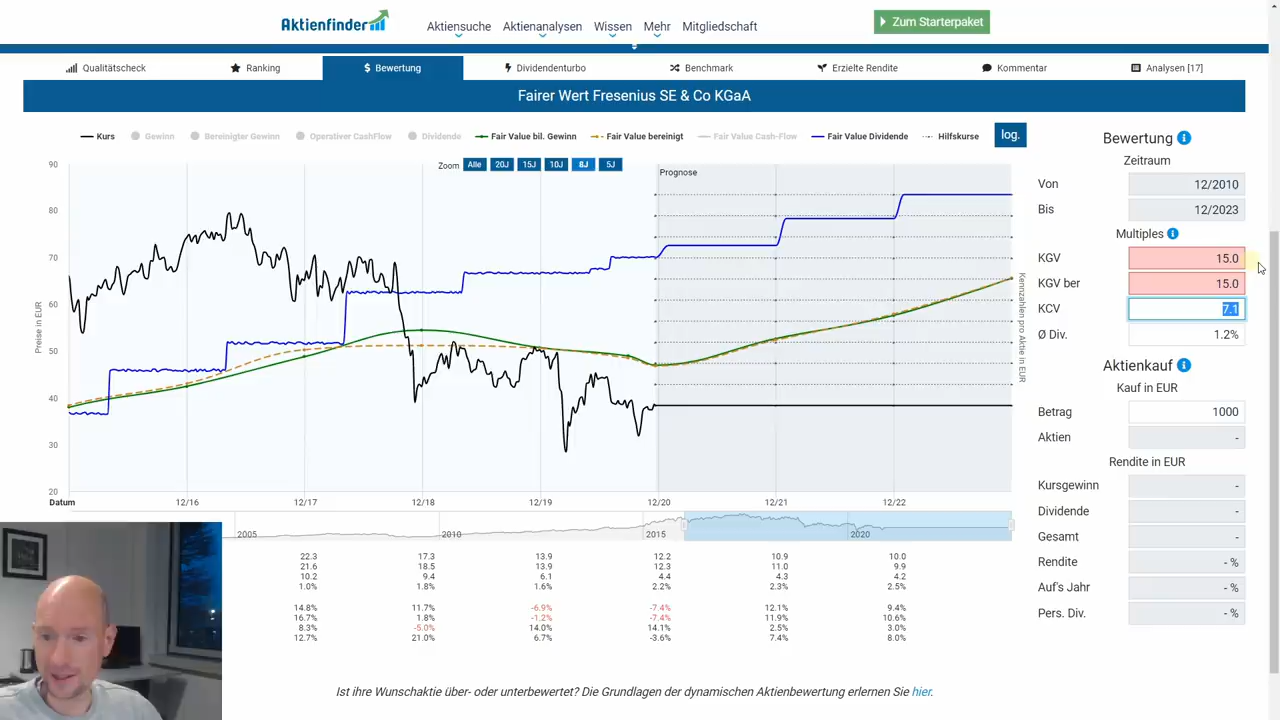 Aktienfinder
Aktiensuche Aktienanalysen Wissen Mehr Mitgliedschaft
Zum Starterpaket
Qualitätscheck Ranking Bewertung Dividendenturbo Benchmark Erzielte Rendite Kommentar Analysen [17]
Fairer Wert Fresenius SE & Co KGaA
Kurs Gewinn Bereinigter Gewinn Operativer CashFlow Dividende Fair Value bil. Gewinn Fair Value bereinigt Fair Value Cash-Flow Fair Value Dividende Hilfskurse log.
Zoom Alle 20J 15J 10J 8J 5J
Prognose
90
80
70
60
50
40
30
20
Preise in EUR
Kennzahlen pro Aktie in EUR
Datum 12/16 12/17 12/18 12/19 12/20 12/21 12/22
2005 2010 2015 2020
22.3 17.3 13.9 12.2 10.9 10.0
21.6 18.5 13.9 12.3 11.0 9.9
10.2 9.4 6.1 4.4 4.3 4.2
1.0% 1.8% 1.6% 2.2% 2.3% 2.5%
14.8% 11.7% -6.9% -7.4% 12.1% 9.4%
16.7% 1.8% -1.2% -7.4% 11.9% 10.6%
8.3% -5.0% 14.0% 14.1% 2.5% 3.0%
12.7% 21.0% 6.7% -3.6% 7.4% 8.0%
Ist ihre Wunschaktie über- oder unterbewertet? Die Grundlagen der dynamischen Aktienbewertung erlernen Sie hier.
Bewertung
Zeitraum
Von 12/2010
Bis 12/2023
Multiples
KGV 15.0
KGV ber 15.0
KCV 7.1
Ø Div. 1.2%
Aktienkauf
Kauf in EUR
Betrag 1000
Aktien -
Rendite in EUR
Kursgewinn -
Dividende -
Gesamt -
Rendite - %
Auf's Jahr - %
Pers. Div. - %